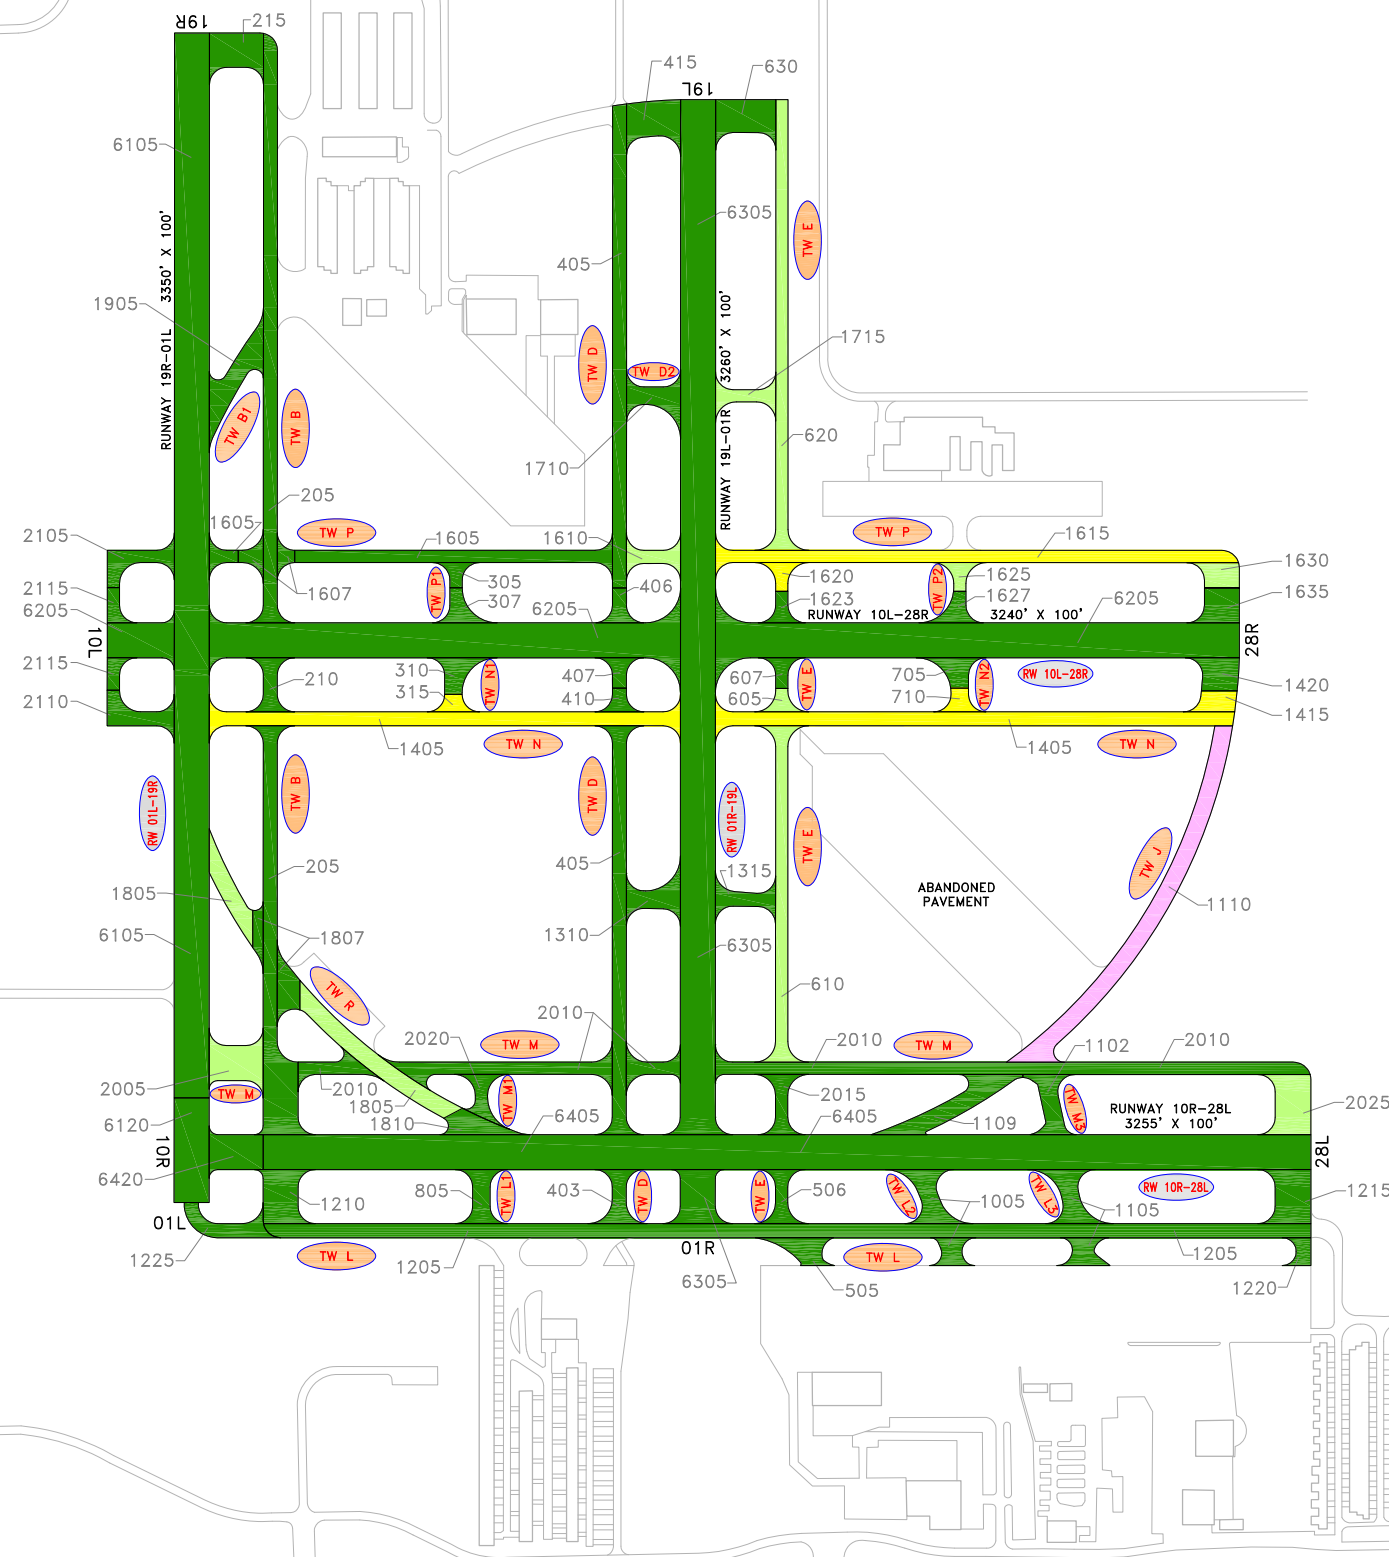 19R
215
415
19L
630
6105
6305
TW E
RUNWAY 19R-01L 3350' X 100'
405
1905
TW D
TW D2
3260' X 100'
1715
TW B1
TW B
RUNWAY 19L-01R
620
1710
205
1605
TW P
1605
1610
TW P
1615
2105
2115
6205
10L
2115
2110
1607
TW P1
305
307
6205
406
1620
1623
TW P2
1625
1627
RUNWAY 10L-28R
3240' X 100'
6205
1630
1635
28R
210
310
315
TW N1
407
410
607
605
TW E
705
710
TW N2
RW 10L-28R
1420
1415
1405
TW N
1405
TW N
RW 01L-19R
TW B
TW D
RW 01R-19L
TW E
TW J
205
405
1315
ABANDONED
PAVEMENT
1110
1805
6105
1807
1310
6305
TW R
610
2010
2020
TW M
2010
TW M
1102
2010
2005
TW M
2010
1805
1810
TW M1
2015
6405
6405
1109
TW M3
RUNWAY 10R-28L
3255' X 100'
2025
6120
10R
6420
28L
1210
805
TW L1
403
TW D
TW E
506
TW L2
1005
TW L3
1105
RW 10R-28L
1215
01L
1225
TW L
1205
01R
6305
TW L
505
1205
1220